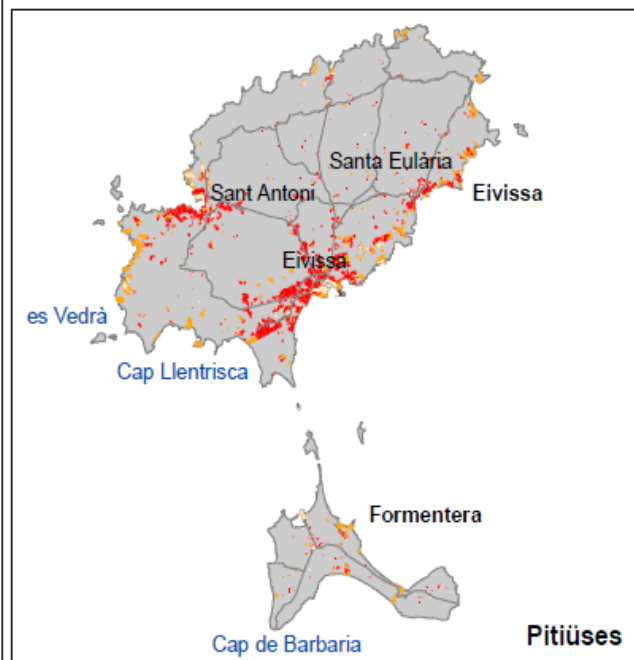 Santa Eulària
Sant Antoni
Eivissa
Eivissa
es Vedrà
Cap Llentrisca
Formentera
Cap de Barbaria
Pitiüses